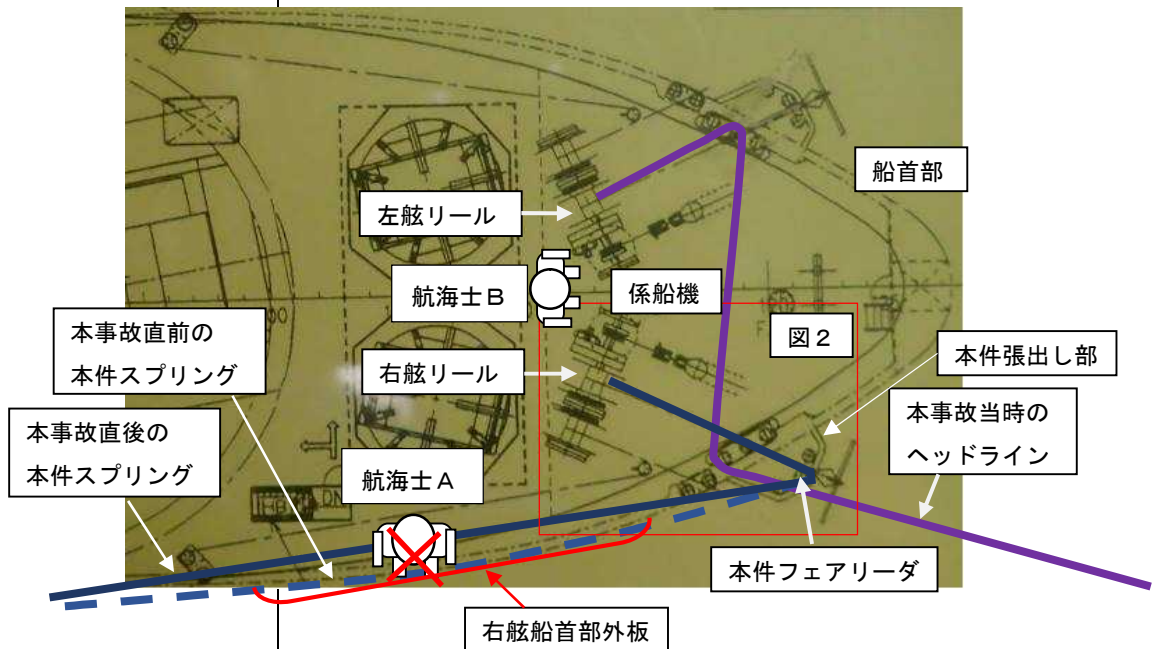 船首部
左舷リール
航海士Ｂ
係船機
本事故直前の
本件スプリング
図２
右舷リール
本件張出し部
本事故直後の
本件スプリング
本事故当時の
ヘッドライン
航海士Ａ
本件フェアリーダ
右舷船首部外板